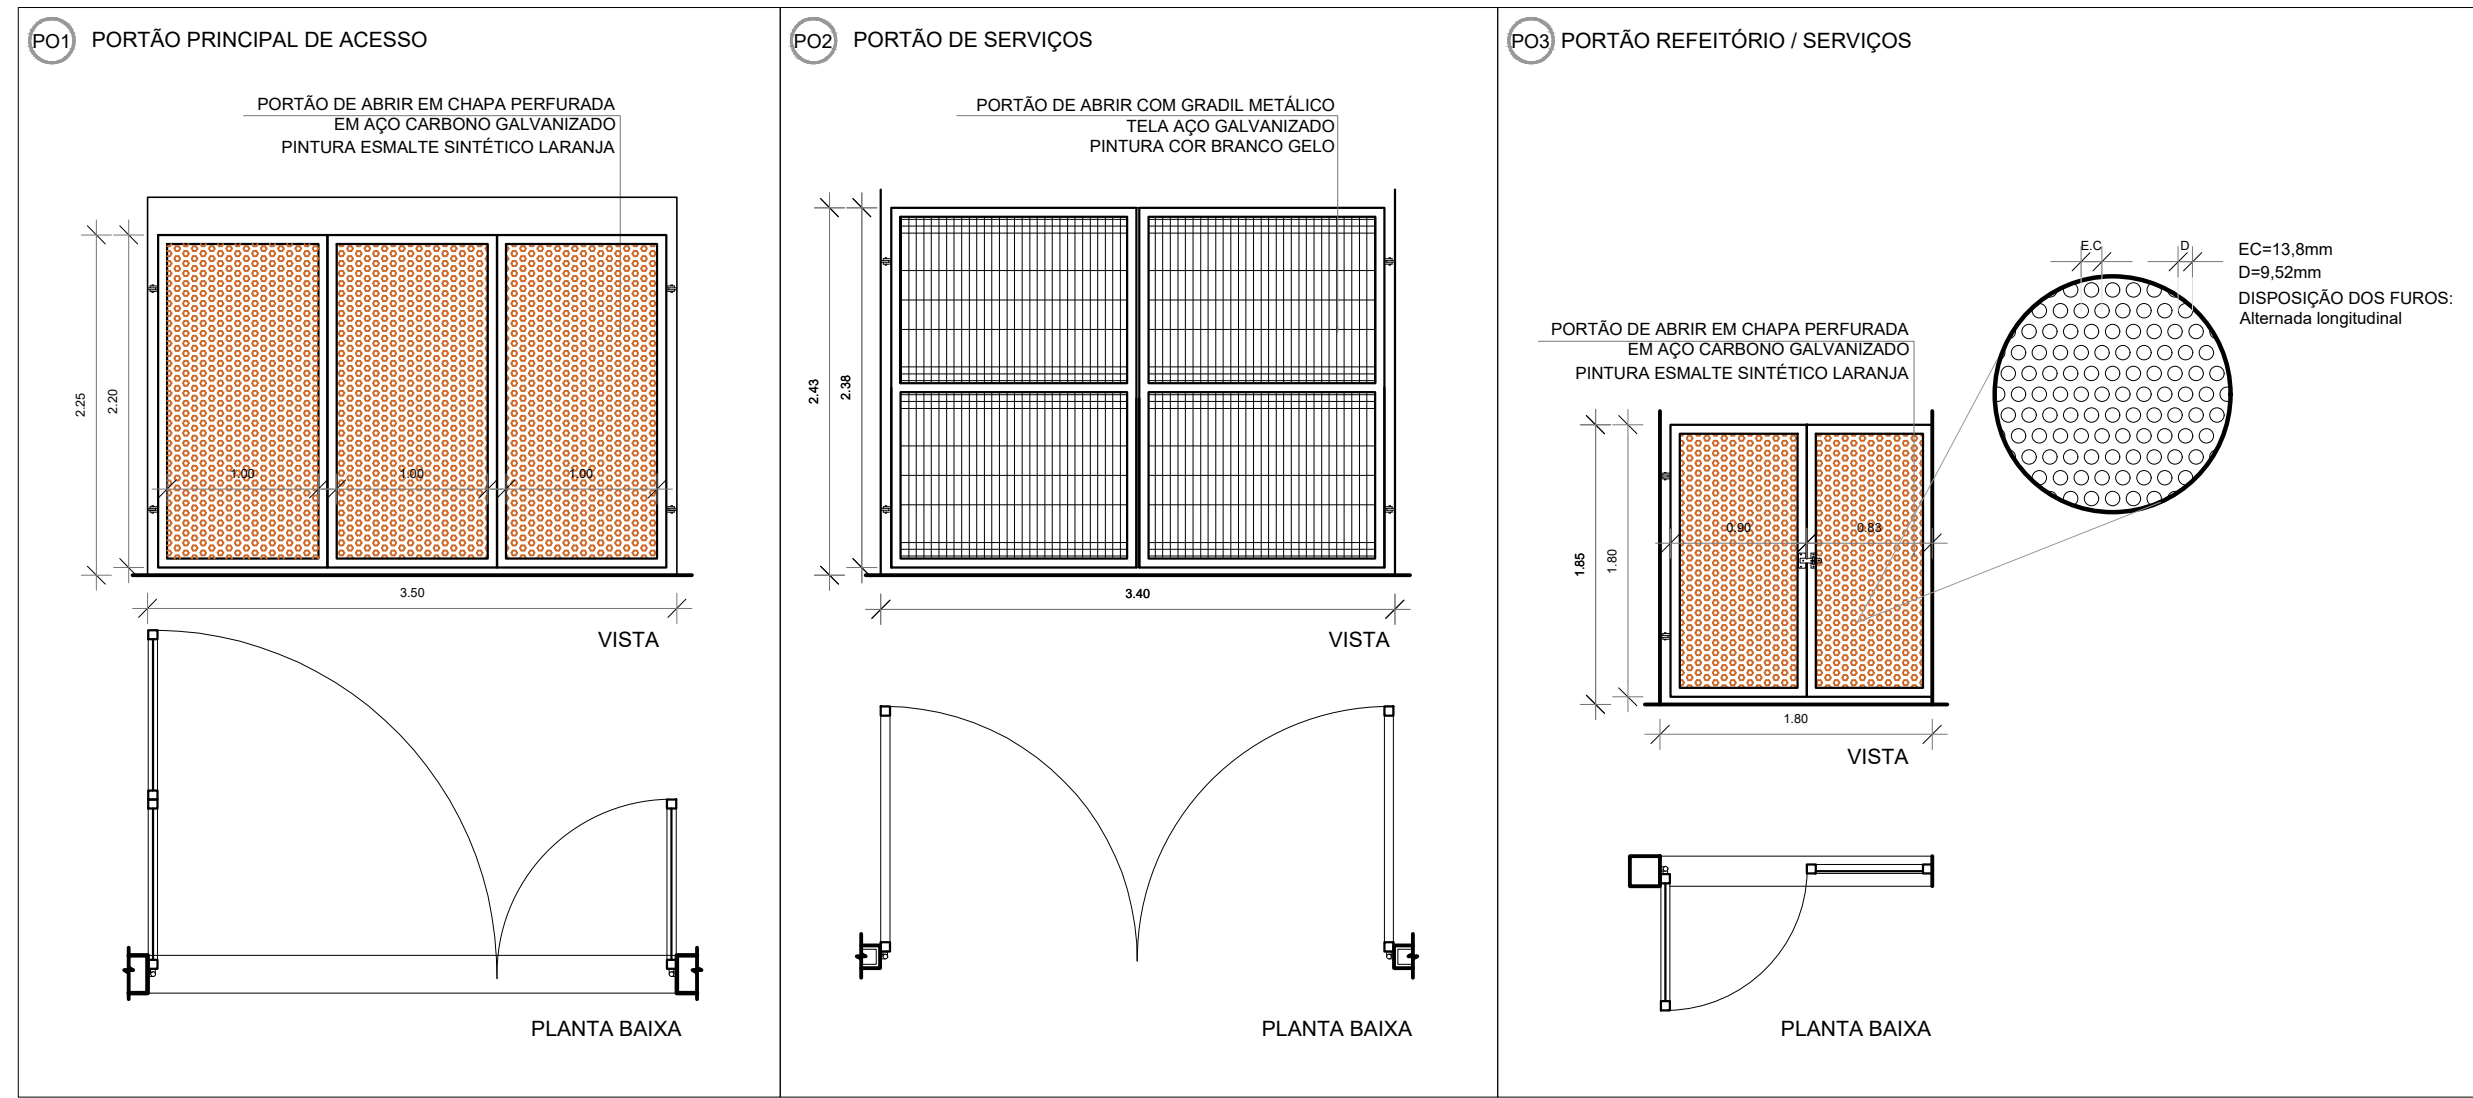 PO1 PORTÃO PRINCIPAL DE ACESSO
PORTÃO DE ABRIR EM CHAPA PERFURADA
EM AÇO CARBONO GALVANIZADO
PINTURA ESMALTE SINTÉTICO LARANJA
2.25
2.20
1.00
1.00
1.00
3.50
VISTA
PLANTA BAIXA
PO2 PORTÃO DE SERVIÇOS
PORTÃO DE ABRIR COM GRADIL METÁLICO
TELA AÇO GALVANIZADO
PINTURA COR BRANCO GELO
2.43
2.38
3.40
VISTA
PLANTA BAIXA
PO3 PORTÃO REFEITÓRIO / SERVIÇOS
E.C
D
EC=13,8mm
D=9,52mm
DISPOSIÇÃO DOS FUROS:
Alternada longitudinal
PORTÃO DE ABRIR EM CHAPA PERFURADA
EM AÇO CARBONO GALVANIZADO
PINTURA ESMALTE SINTÉTICO LARANJA
1.85
1.80
0.90
0.83
1.80
VISTA
PLANTA BAIXA